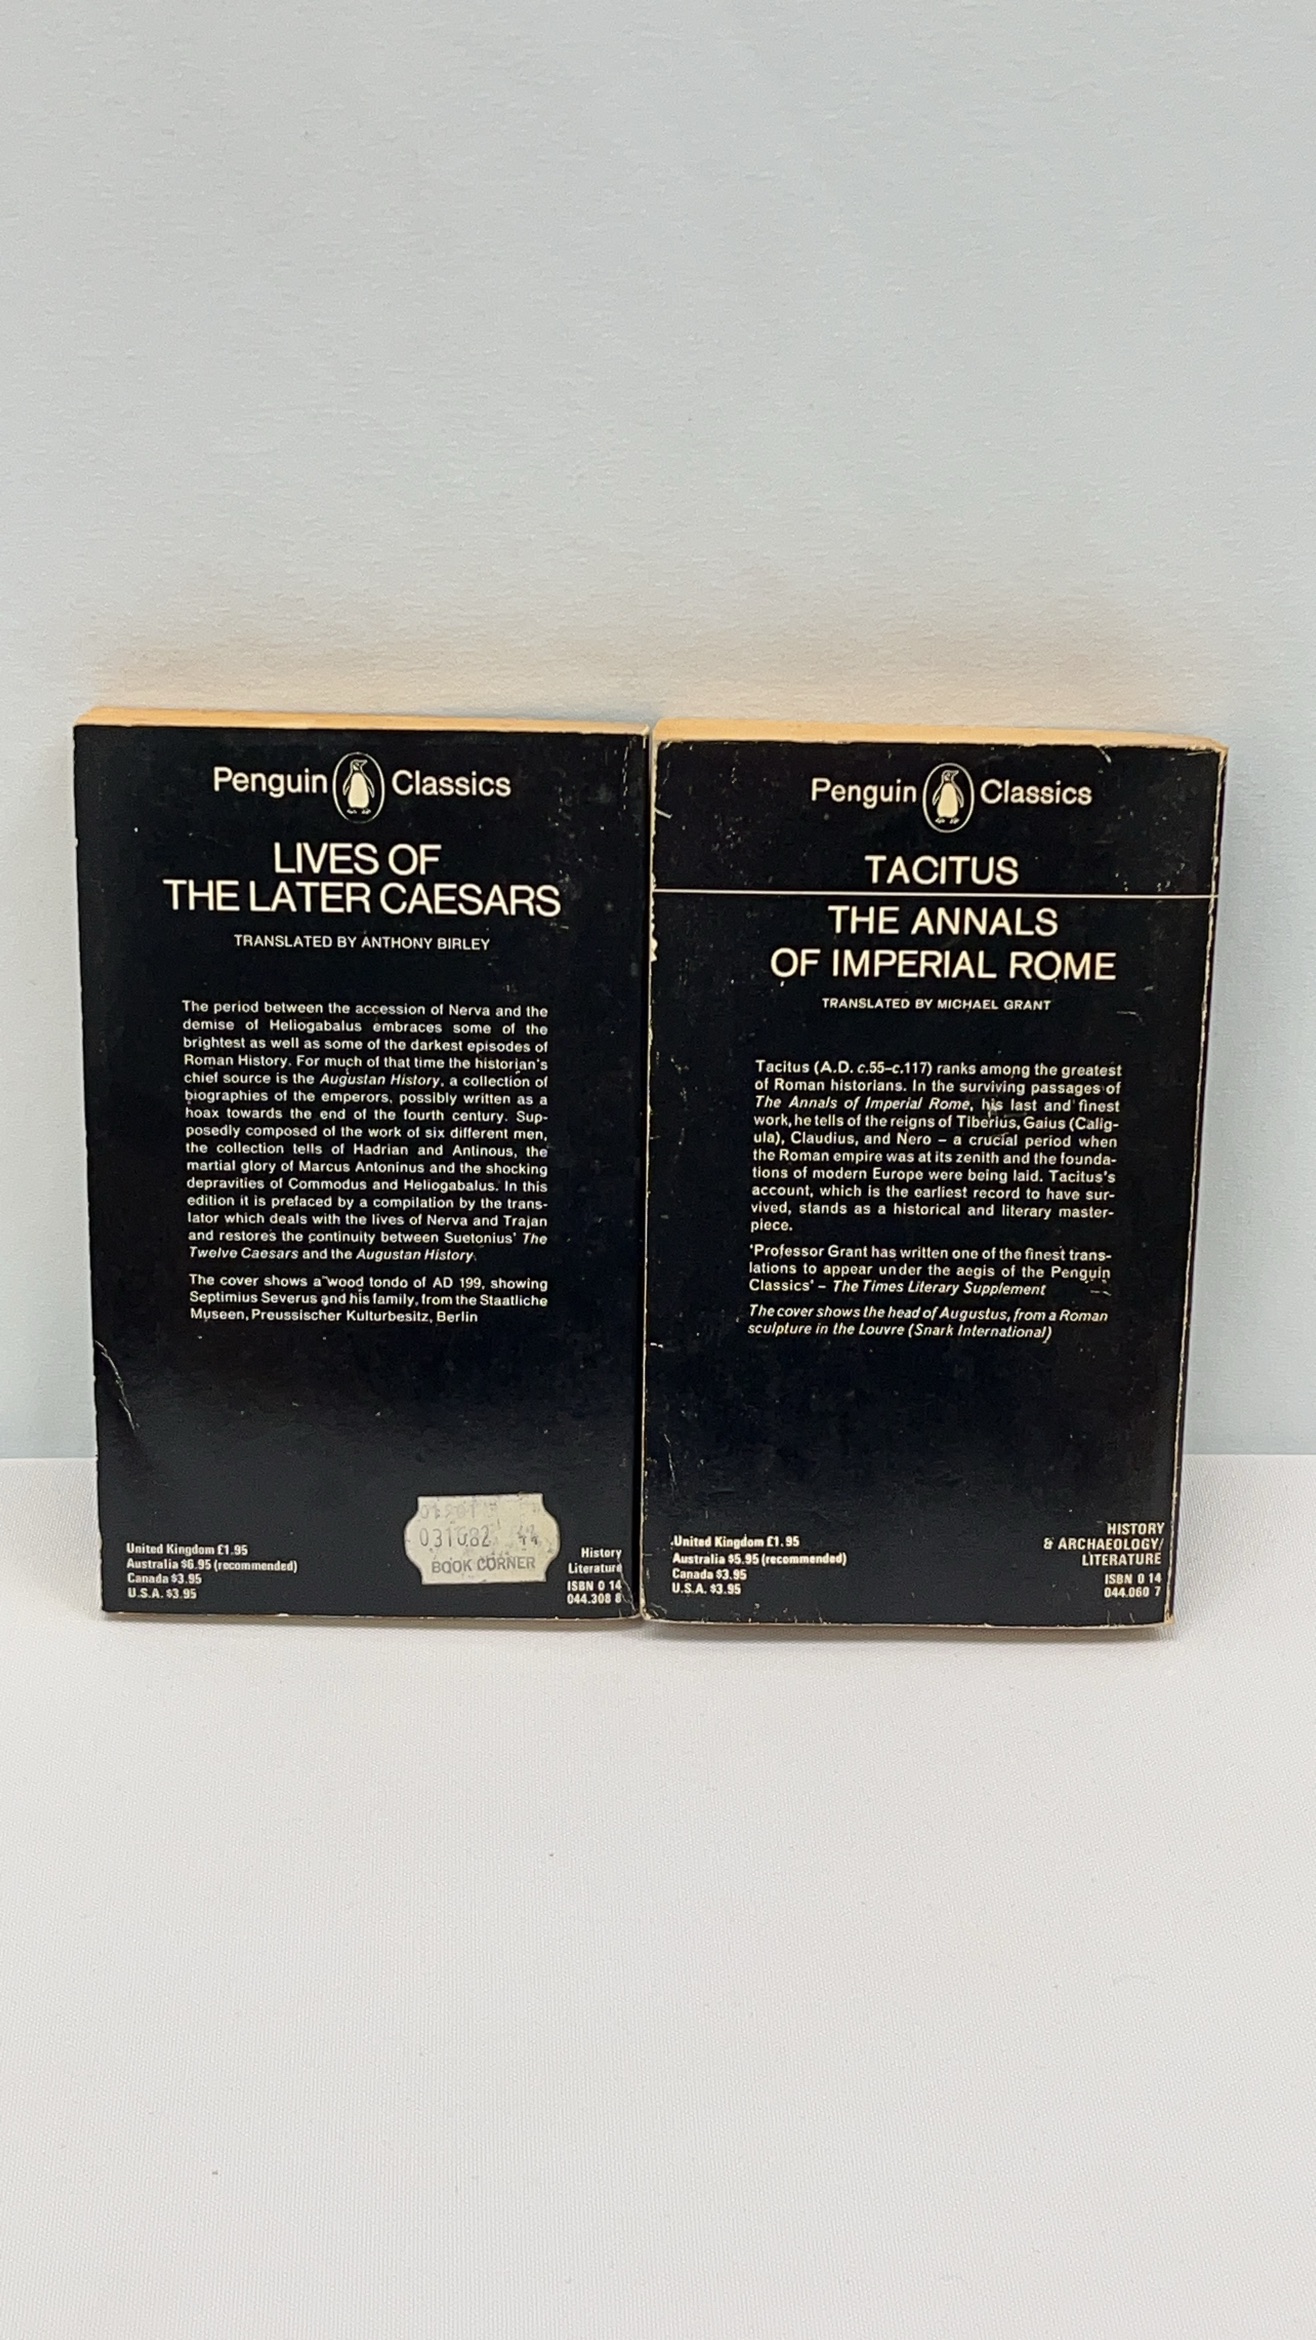 Penguin Classics
LIVES OF
THE LATER CAESARS
TRANSLATED BY ANTHONY BIRLEY
The period between the accession of Nerva and the
demise of Heliogabalus embraces some of the
brightest as well as some of the darkest episodes of
Roman History. For much of that time the historian's
chief source is the Augustan History, a collection of
biographies of the emperors, possibly written as a
hoax towards the end of the fourth century. Sup-
posedly composed of the work of six different men,
the collection tells of Hadrian and Antinous, the
martial glory of Marcus Antoninus and the shocking
depravities of Commodus and Heliogabalus. In this
edition it is prefaced by a compilation by the trans-
lator which deals with the lives of Nerva and Trajan
and restores the continuity between Suetonius' The
Twelve Caesars and the Augustan History.
The cover shows a wood tondo of AD 199, showing
Septimius Severus and his family, from the Staatliche
Museen, Preussischer Kulturbesitz, Berlin
United Kingdom £1.95
Australia $6.95 (recommended)
Canada $3.95
U.S.A. $3.95
031082
BOOK CORNER
History
Literature
ISBN 0 14
044.308 8
Penguin Classics
TACITUS
THE ANNALS
OF IMPERIAL ROME
TRANSLATED BY MICHAEL GRANT
Tacitus (A.D. c.55–c.117) ranks among the greatest
of Roman historians. In the surviving passages of
The Annals of Imperial Rome, his last and finest
work, he tells of the reigns of Tiberius, Gaius (Calig-
ula), Claudius, and Nero – a crucial period when
the Roman empire was at its zenith and the founda-
tions of modern Europe were being laid. Tacitus's
account, which is the earliest record to have sur-
vived, stands as a historical and literary master-
piece.
'Professor Grant has written one of the finest trans-
lations to appear under the aegis of the Penguin
Classics' – The Times Literary Supplement
The cover shows the head of Augustus, from a Roman
sculpture in the Louvre (Snark International)
United Kingdom £1.95
Australia $5.95 (recommended)
Canada $3.95
U.S.A. $3.95
HISTORY
& ARCHAEOLOGY/
LITERATURE
ISBN 0 14
044.060 7